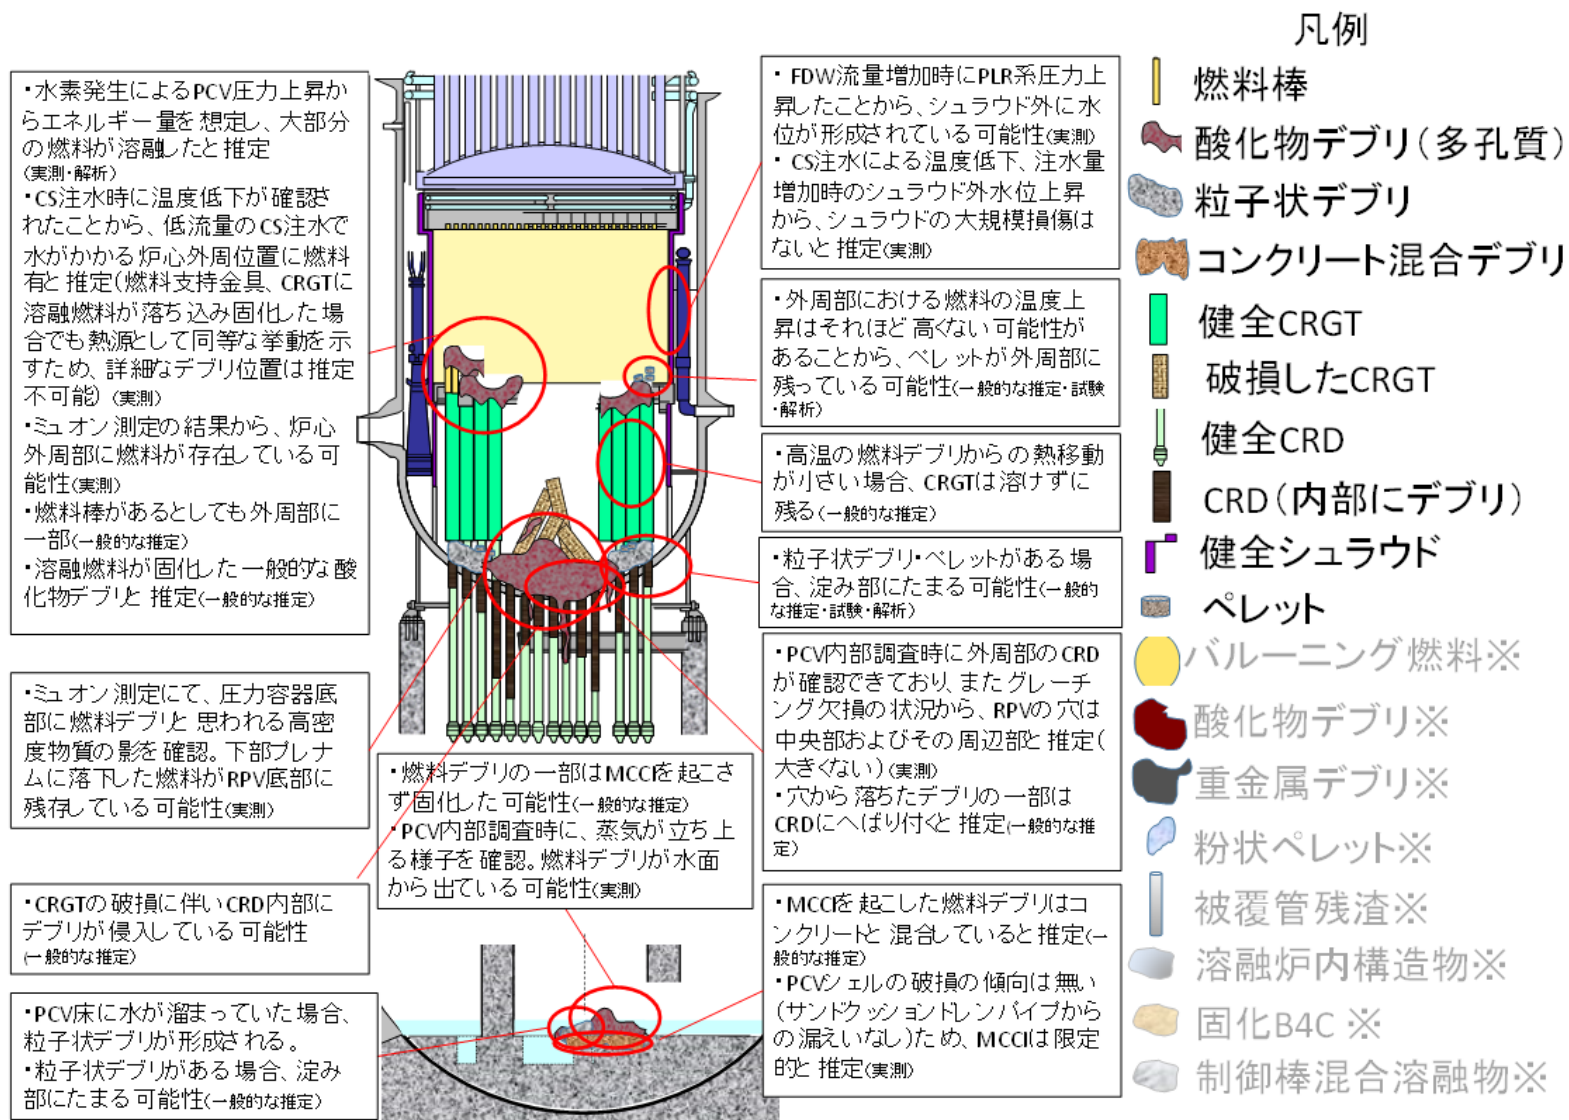 ・水素発生によるPCV圧力上昇か
らエネルギー量を想定し、大部分
の燃料が溶融したと推定
(実測・解析)
・CS注水時に温度低下が確認さ
れたことから、低流量のCS注水で
水がかかる炉心外周位置に燃料
有と推定(燃料支持金具、CRGTに
溶融燃料が落ち込み固化した場
合でも熱源として同等な挙動を示
すため、詳細なデブリ位置は推定
不可能) (実測)
・ミュオン測定の結果から、炉心
外周部に燃料が存在している可
能性(実測)
・燃料棒があるとしても外周部に
一部(一般的な推定)
・溶融燃料が固化した一般的な酸
化物デブリと推定(一般的な推定)
・ミュオン測定にて、圧力容器底
部に燃料デブリと思われる高密
度物質の影を確認。下部プレナ
ムに落下した燃料がRPV底部に
残存している可能性(実測)
・CRGTの破損に伴いCRD内部に
デブリが侵入している可能性
(一般的な推定)
・PCV床に水が溜まっていた場合、
粒子状デブリが形成される。
・粒子状デブリがある場合、淀み
部にたまる可能性(一般的な推定)
・燃料デブリの一部はMCCIを起こさ
ず固化した可能性(一般的な推定)
・PCV内部調査時に、蒸気が立ち上
る様子を確認。燃料デブリが水面
から出ている可能性(実測)
・FDW流量増加時にPLR系圧力上
昇したことから、シュラウド外に水
位が形成されている可能性(実測)
・CS注水による温度低下、注水量
増加時のシュラウド外水位上昇
から、シュラウドの大規模損傷は
ないと推定(実測)
・外周部における燃料の温度上
昇はそれほど高くない可能性が
あることから、ペレットが外周部に
残っている可能性(一般的な推定・試験
・解析)
・高温の燃料デブリからの熱移動
が小さい場合、CRGTは溶けずに
残る(一般的な推定)
・粒子状デブリ・ペレットがある場
合、淀み部にたまる可能性(一般的
な推定・試験・解析)
・PCV内部調査時に外周部のCRD
が確認できており、またグレーチ
ング欠損の状況から、RPVの穴は
中央部およびその周辺部と推定(
大きくない)(実測)
・穴から落ちたデブリの一部は
CRDにへばり付くと推定(一般的な推
定)
・MCCIを起こした燃料デブリはコ
ンクリートと混合していると推定(一
般的な推定)
・PCVシェルの破損の傾向は無い
(サンドクッションドレンパイプから
の漏えいなし)ため、MCCIは限定
的と推定(実測)
凡例
燃料棒
酸化物デブリ(多孔質)
粒子状デブリ
コンクリート混合デブリ
健全CRGT
破損したCRGT
健全CRD
CRD(内部にデブリ)
健全シュラウド
ペレット
バルーニング燃料※
酸化物デブリ※
重金属デブリ※
粉状ペレット※
被覆管残渣※
溶融炉内構造物※
固化B4C ※
制御棒混合溶融物※